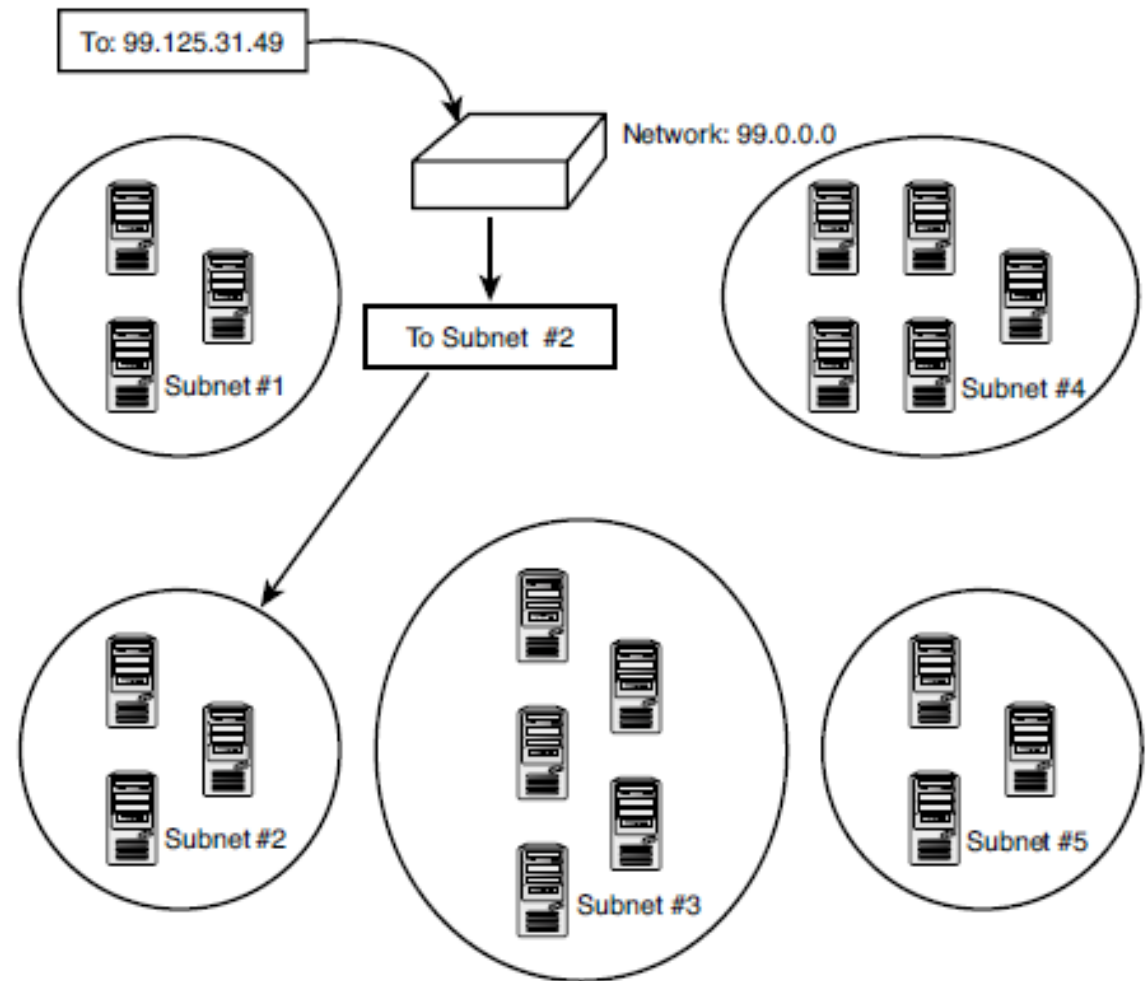 To: 99.125.31.49
Network: 99.0.0.0
To Subnet #2
Subnet #1
Subnet #4
Subnet #2
Subnet #3
Subnet #5